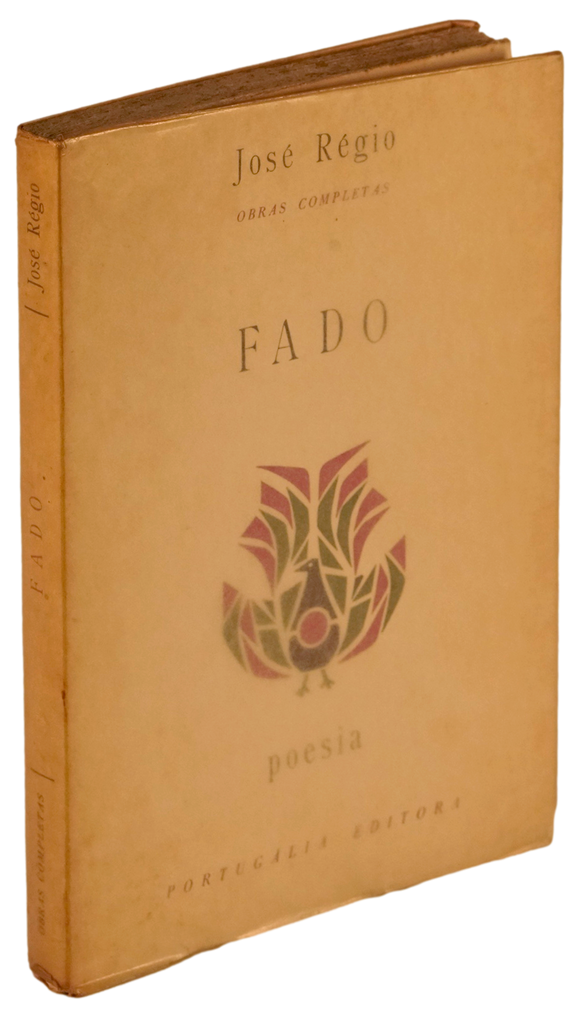 José Régio
OBRAS COMPLETAS
FADO
poesia
PORTUGÁLIA EDITORA
José Régio
FADO
OBRAS COMPLETAS